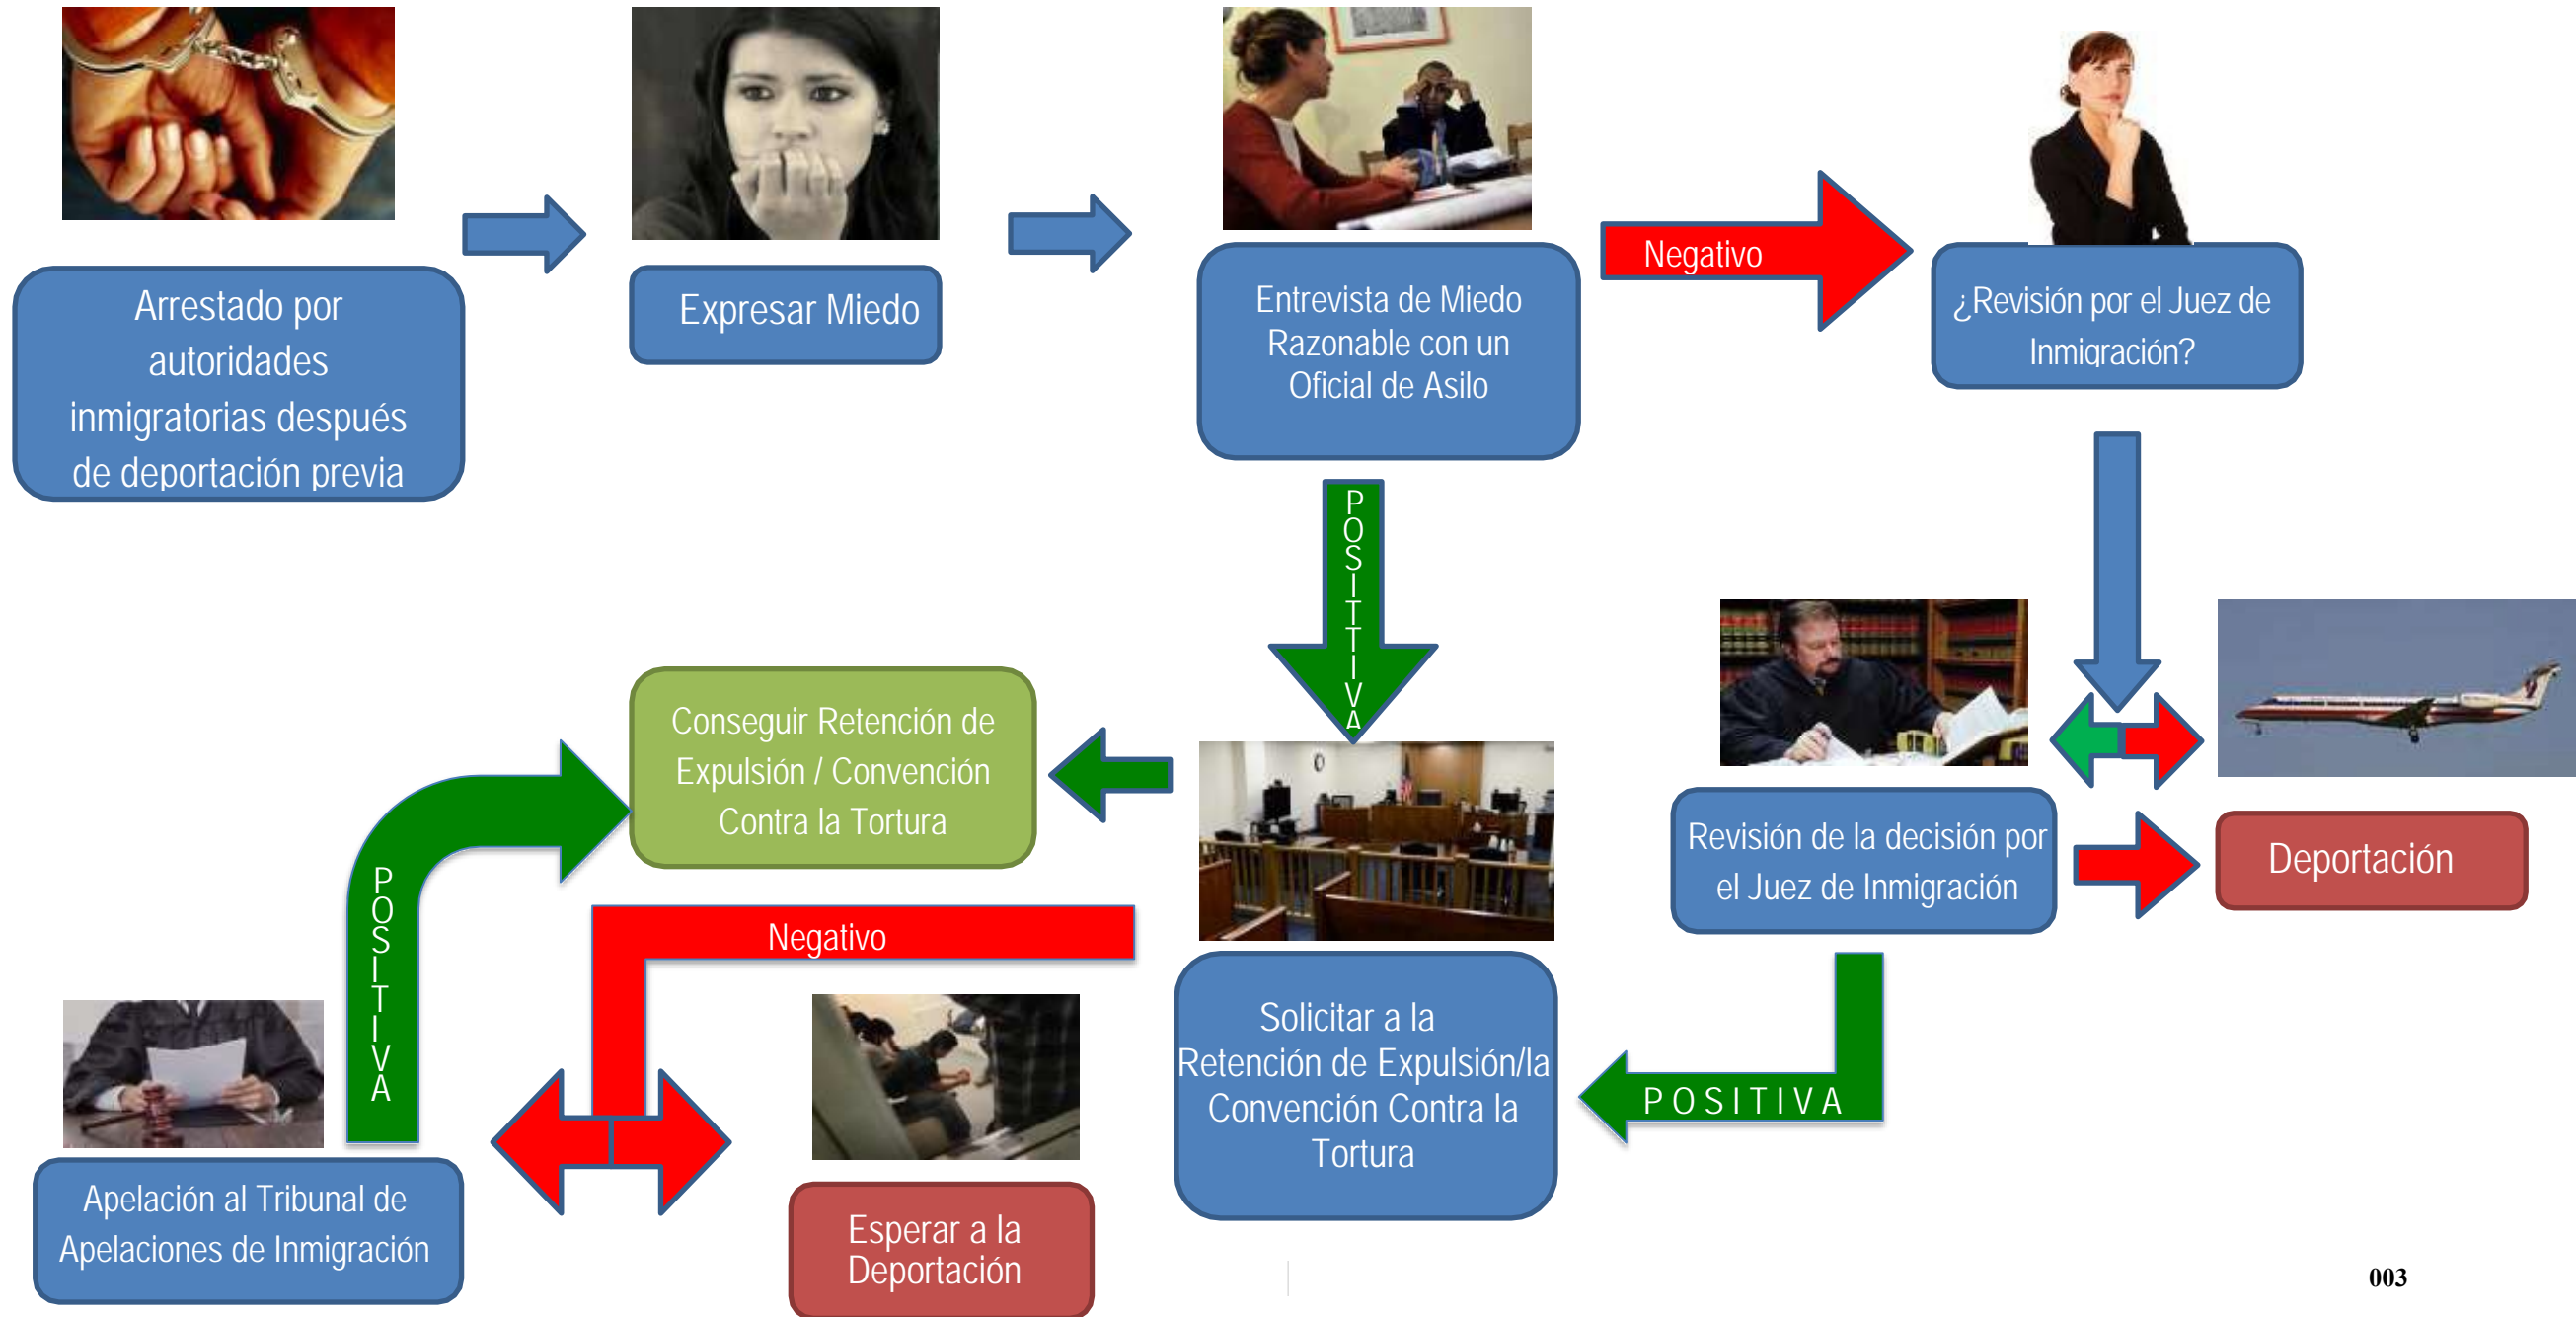 Arrestado por
autoridades
inmigratorias después
de deportación previa
Expresar Miedo
Entrevista de Miedo
Razonable con un
Oficial de Asilo
Negativo
¿Revisión por el Juez de
Inmigración?
POSITTIVA
Conseguir Retención de
Expulsión / Convención
Contra la Tortura
Revisión de la decisión por
el Juez de Inmigración
Deportación
POSITIVA
Negativo
Solicitar a la
Retención de Expulsión/la
Convención Contra la
Tortura
POSITIVA
Apelación al Tribunal de
Apelaciones de Inmigración
Esperar a la
Deportación
003